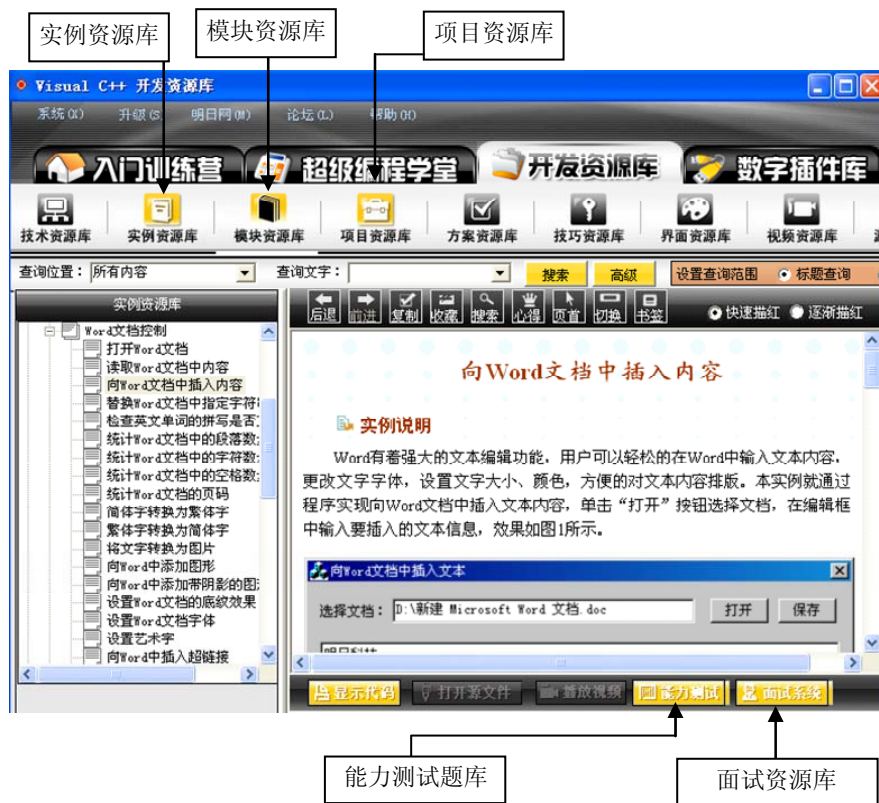 实例资源库 模块资源库 项目资源库
Visual C++ 开发资源库
系统(X) 升级(S 明日网(M) 论坛(L) 帮助(H)
入门训练营 超级编程学堂 开发资源库 数字插件库
技术资源库 实例资源库 模块资源库 项目资源库 方案资源库 技巧资源库 界面资源库 视频资源库
查询位置： 所有内容 查询文字： 搜索 高级 设置查询范围 标题查询
实例资源库
后退 前进 复制 收藏 搜索 心得 页首 切换 书签 快速描红 逐渐描红
Word文档控制
打开Word文档
读取Word文档中内容
向Word文档中插入内容
替换Word文档中指定字符
检查英文单词的拼写是否
统计Word文档中的段落数
统计Word文档中的字符数
统计Word文档中的空格数
统计Word文档的页码
简体字转换为繁体字
繁体字转换为简体字
将文字转换为图片
向Word中添加图形
向Word中添加带阴影的图
设置Word文档的底纹效果
设置Word文档字体
设置艺术字
向Word中插入超链接
向Word文档中插入内容
实例说明
Word有着强大的文本编辑功能，用户可以轻松的在Word中输入文本内容，
更改文字字体，设置文字大小、颜色，方便的对文本内容排版。本实例就通过
程序实现向Word文档中插入文本内容，单击“打开”按钮选择文档，在编辑框
中输入要插入的文本信息，效果如图1所示。
向Word文档中插入文本
选择文档： D:\新建 Microsoft Word 文档.doc 打开 保存
明日科技
显示代码 打开源文件 播放视频 能力测试 面试系统
能力测试题库 面试资源库